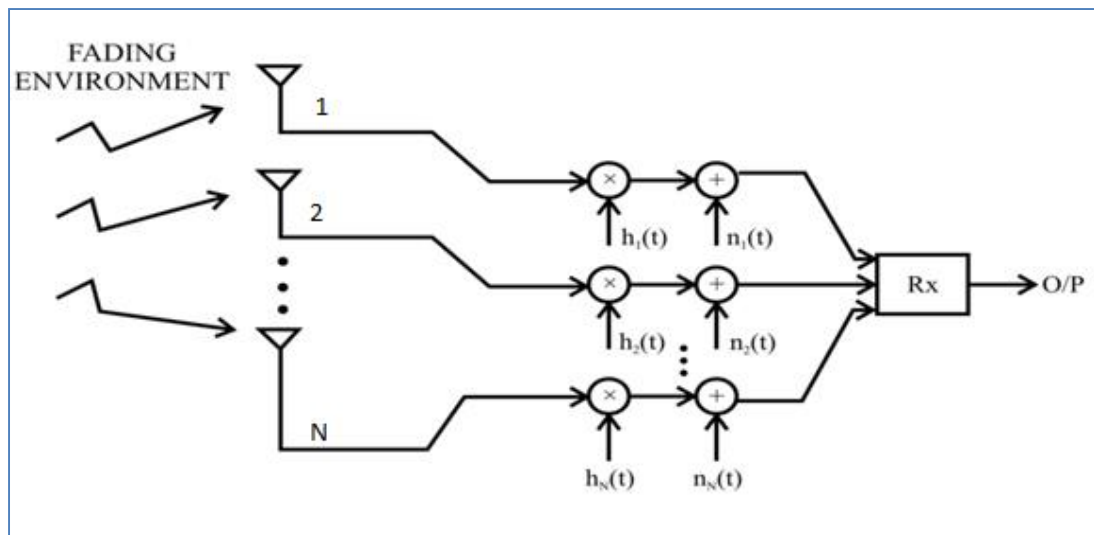 FADING
ENVIRONMENT
1
2
N
×
+
h₁(t)
n₁(t)
×
+
h₂(t)
n₂(t)
×
+
hₙ(t)
nₙ(t)
Rx
O/P